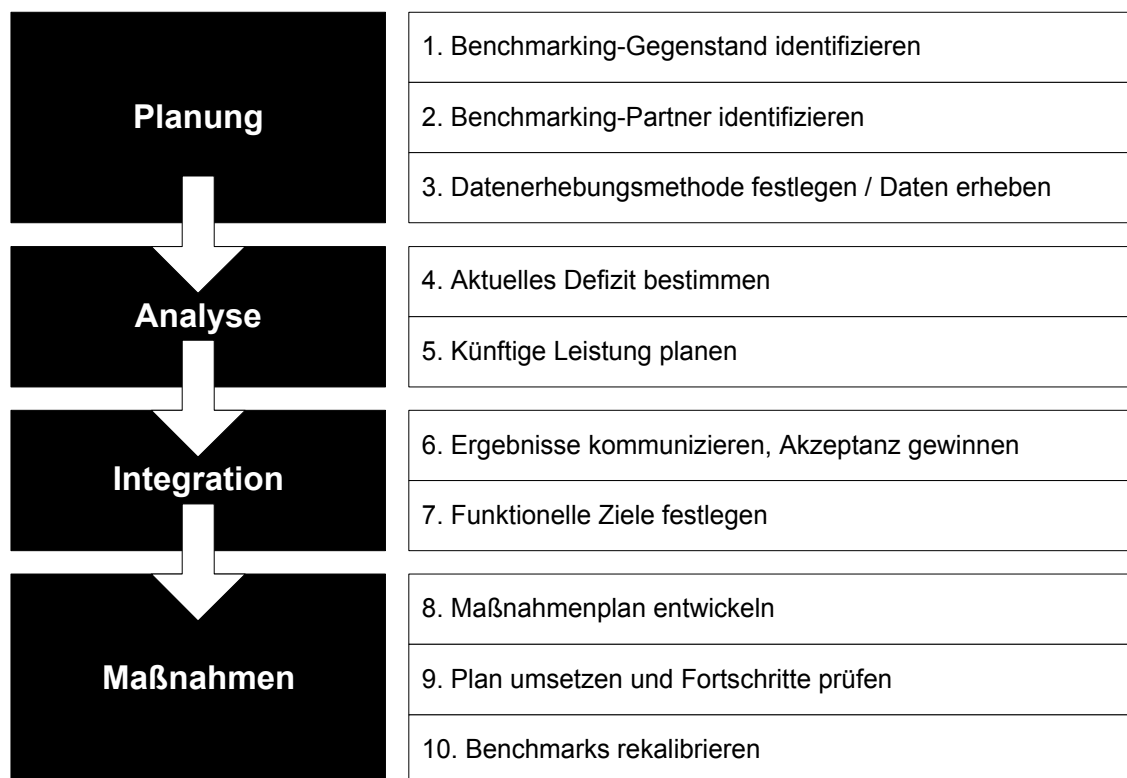 Planung
1. Benchmarking-Gegenstand identifizieren
2. Benchmarking-Partner identifizieren
3. Datenerhebungsmethode festlegen / Daten erheben
Analyse
4. Aktuelles Defizit bestimmen
5. Künftige Leistung planen
Integration
6. Ergebnisse kommunizieren, Akzeptanz gewinnen
7. Funktionelle Ziele festlegen
Maßnahmen
8. Maßnahmenplan entwickeln
9. Plan umsetzen und Fortschritte prüfen
10. Benchmarks rekalibrieren